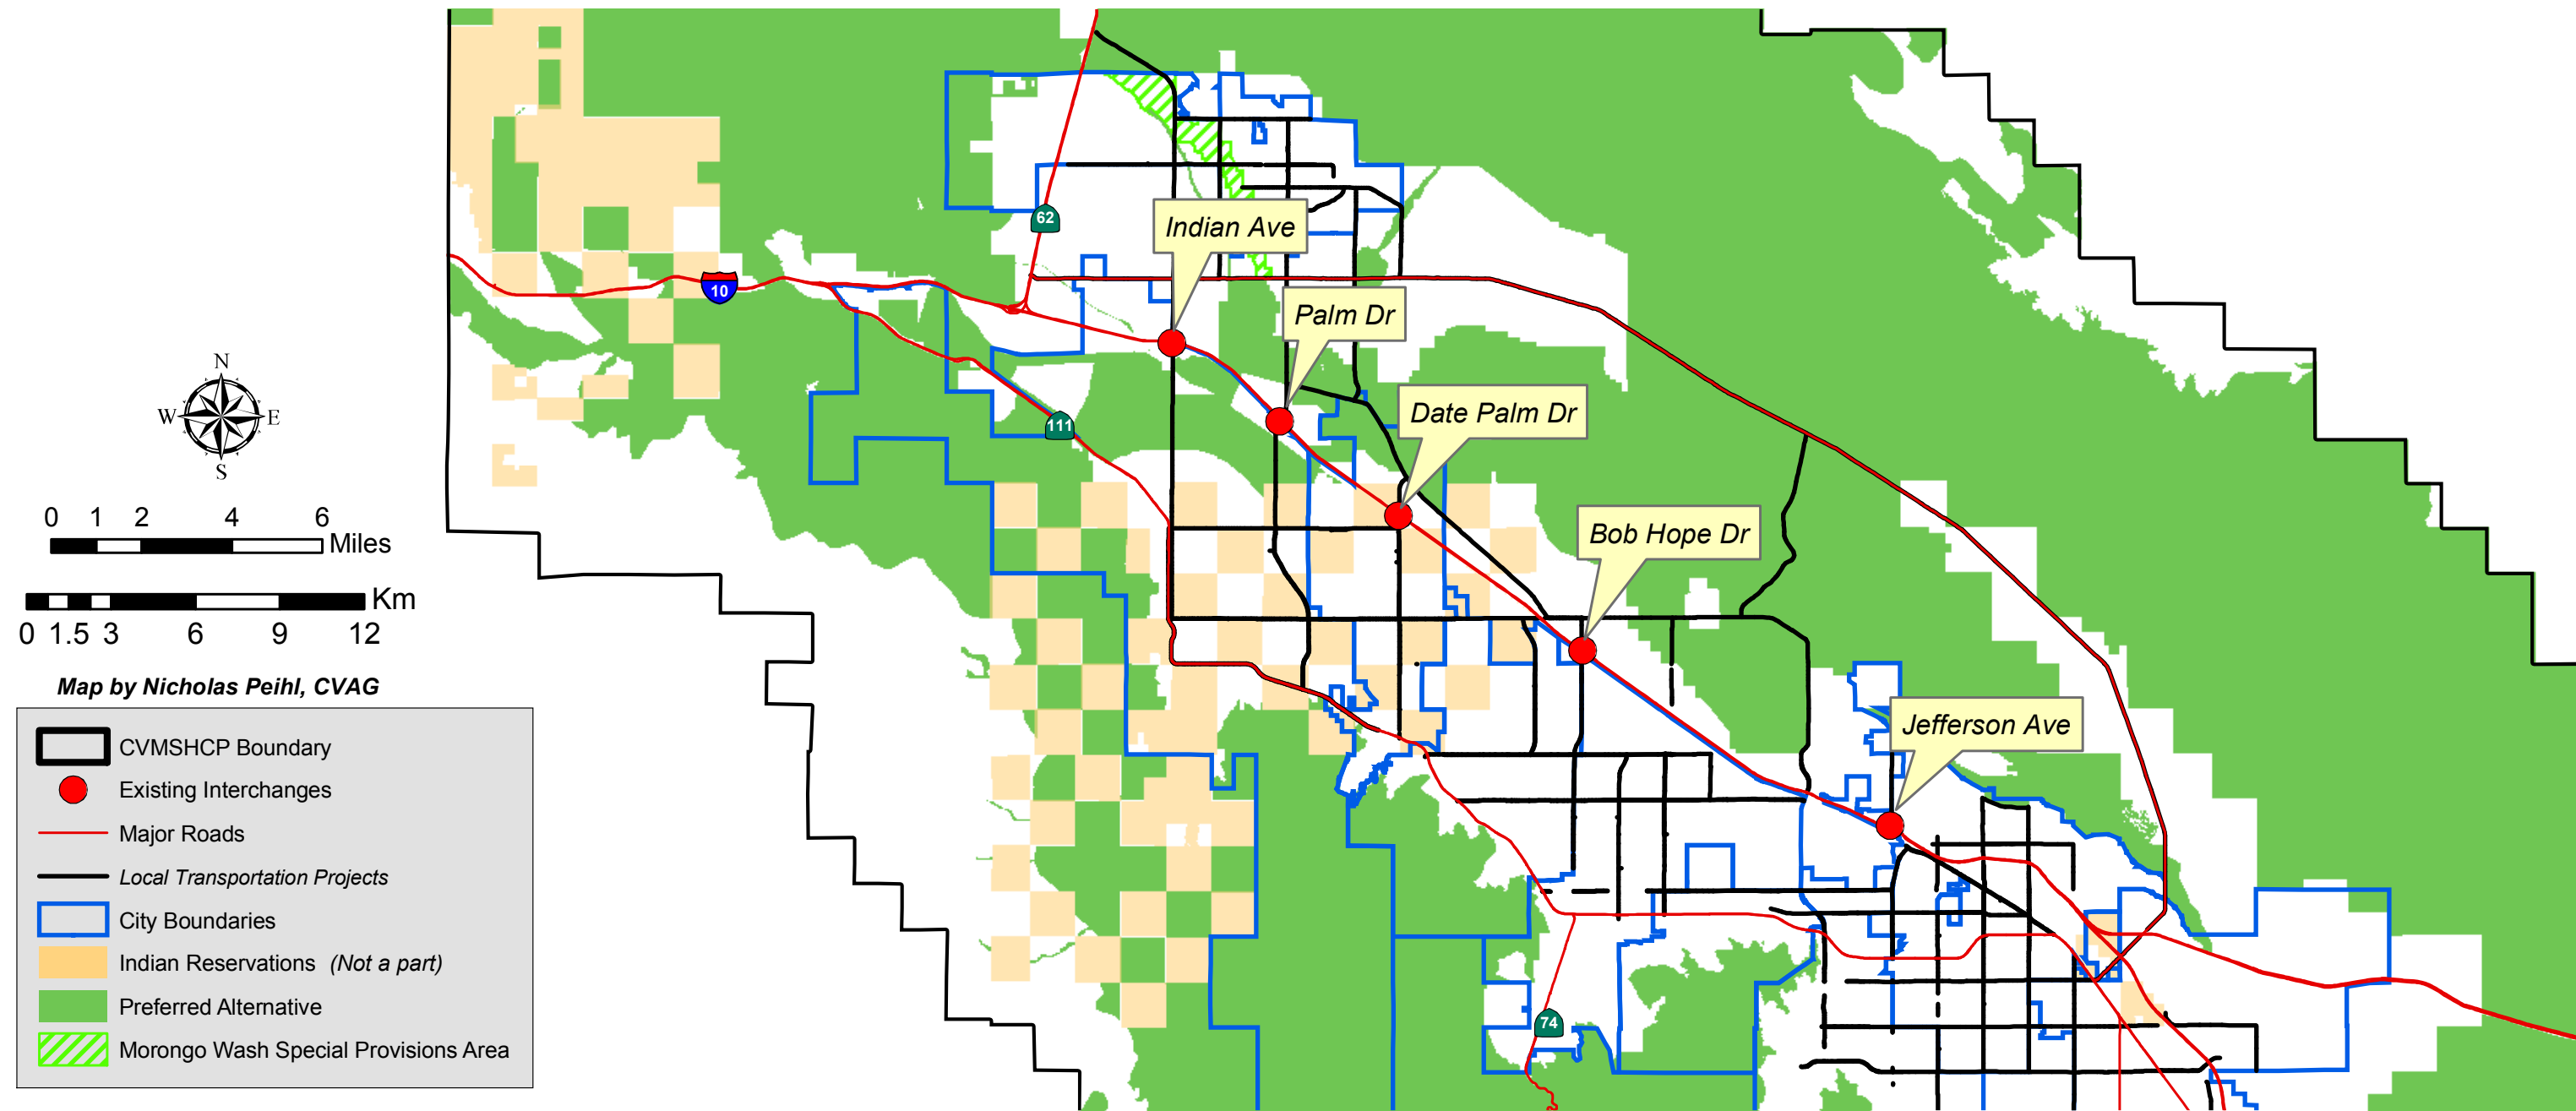 62
Indian Ave
10
Palm Dr
N
W E
S
111
Date Palm Dr
0 1 2 4 6
Miles
Bob Hope Dr
Km
0 1.5 3 6 9 12
Map by Nicholas Peihl, CVAG
Jefferson Ave
CVMSHCP Boundary
Existing Interchanges
Major Roads
Local Transportation Projects
City Boundaries
Indian Reservations (Not a part)
Preferred Alternative
74
Morongo Wash Special Provisions Area